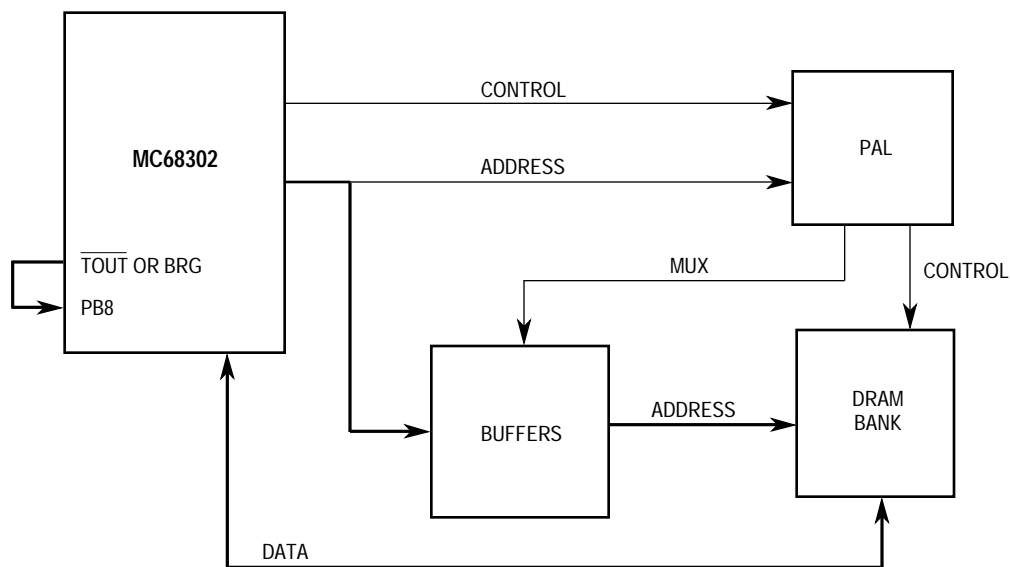 CONTROL
MC68302
PAL
ADDRESS
TOUT OR BRG
MUX
CONTROL
PB8
DRAM
BANK
ADDRESS
BUFFERS
DATA